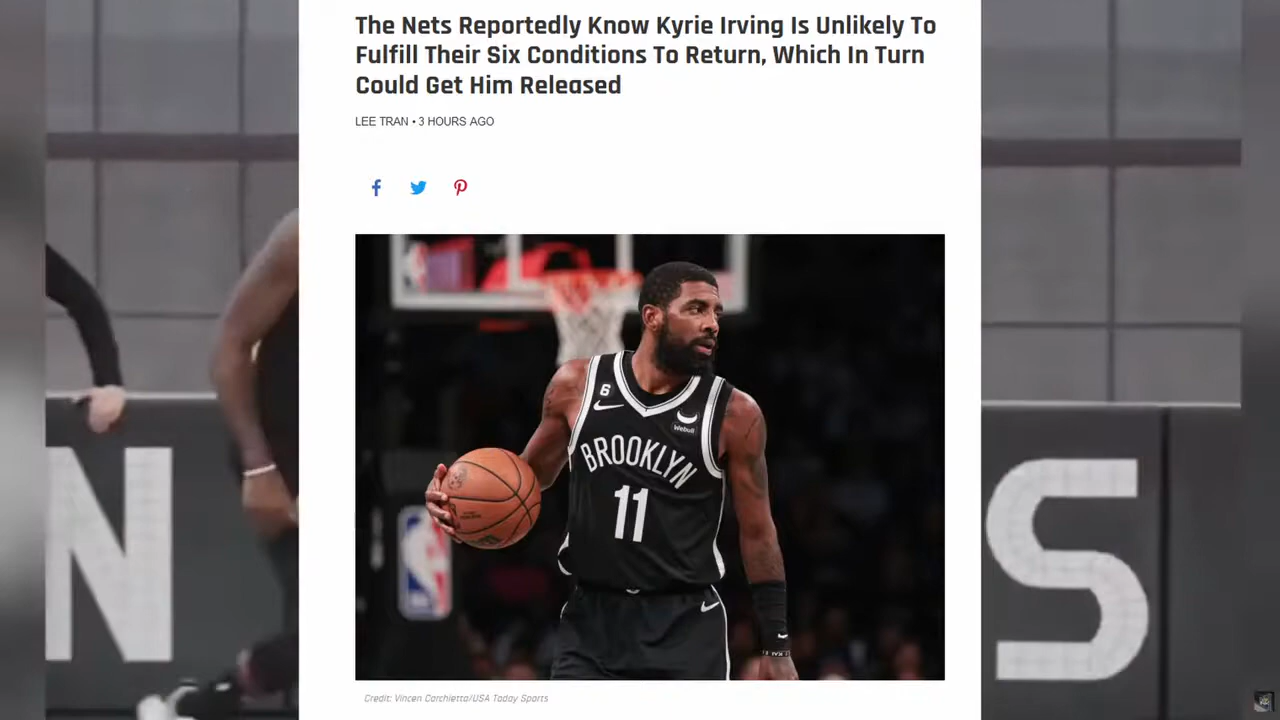 The Nets Reportedly Know Kyrie Irving Is Unlikely To
Fulfill Their Six Conditions To Return, Which In Turn
Could Get Him Released
LEE TRAN • 3 HOURS AGO
6
Webull
BROOKLYN
11
N
S
Credit: Vincen Carchietta/USA Today Sports